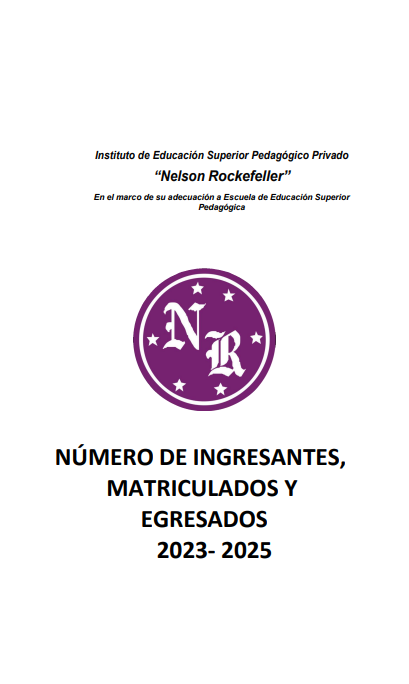 Instituto de Educación Superior Pedagógico Privado
“Nelson Rockefeller”
En el marco de su adecuación a Escuela de Educación Superior
Pedagógica
NR
NÚMERO DE INGRESANTES,
MATRICULADOS Y
EGRESADOS
2023- 2025